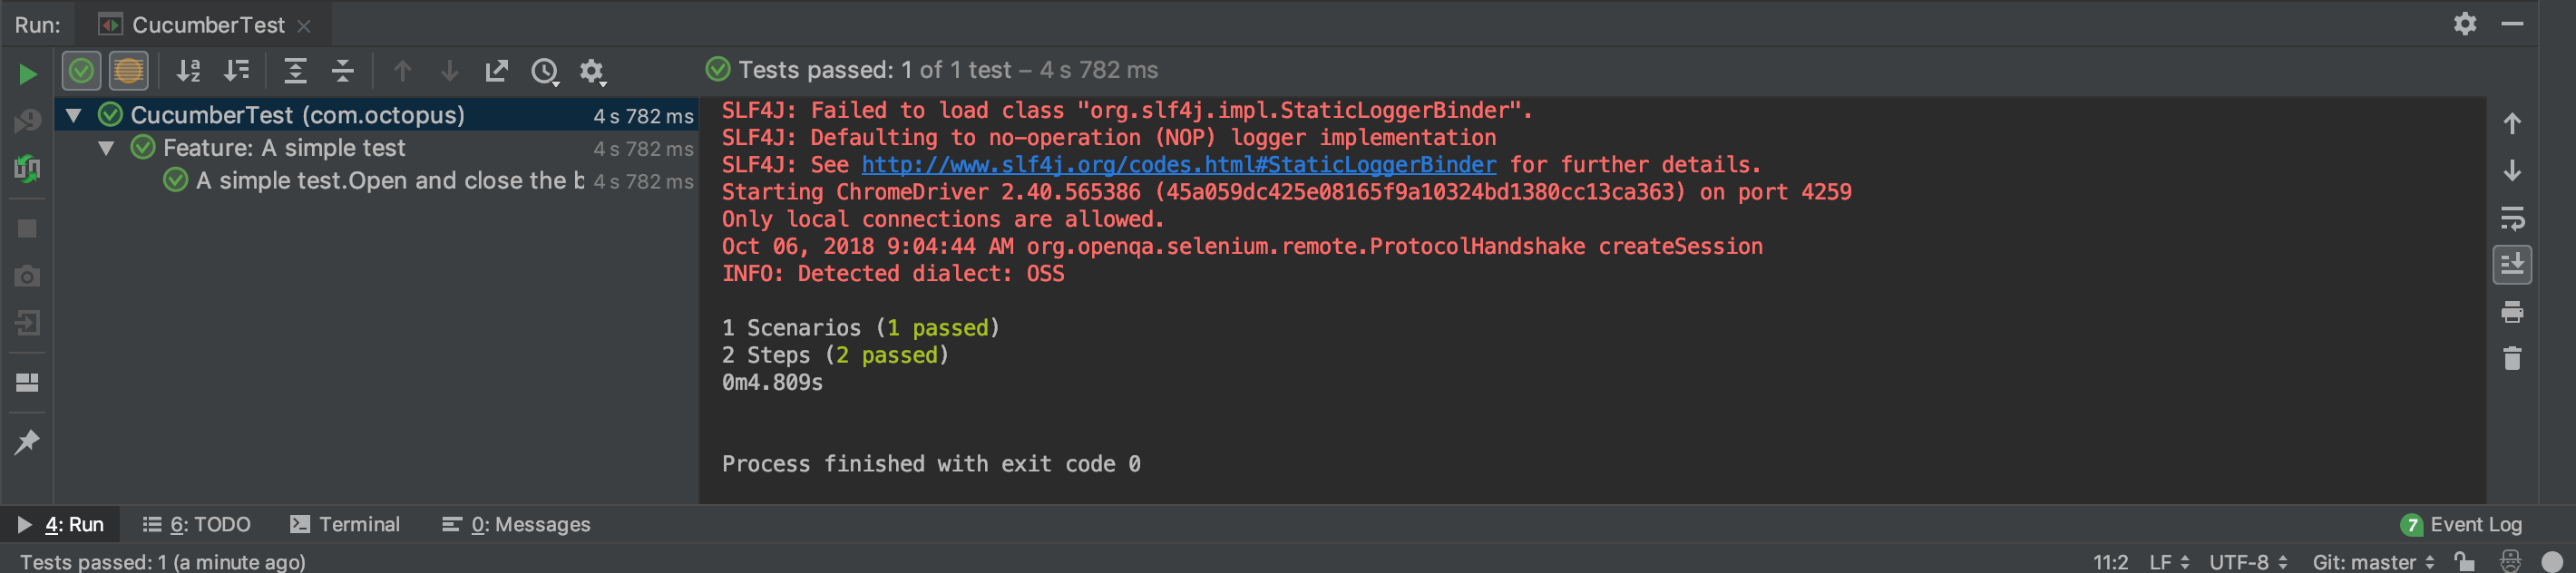 Run: CucumberTest
Tests passed: 1 of 1 test – 4 s 782 ms
CucumberTest (com.octopus) 4 s 782 ms
Feature: A simple test 4 s 782 ms
A simple test.Open and close the b 4 s 782 ms
SLF4J: Failed to load class "org.slf4j.impl.StaticLoggerBinder".
SLF4J: Defaulting to no-operation (NOP) logger implementation
SLF4J: See http://www.slf4j.org/codes.html#StaticLoggerBinder for further details.
Starting ChromeDriver 2.40.565386 (45a059dc425e08165f9a10324bd1380cc13ca363) on port 4259
Only local connections are allowed.
Oct 06, 2018 9:04:44 AM org.openqa.selenium.remote.ProtocolHandshake createSession
INFO: Detected dialect: OSS
1 Scenarios (1 passed)
2 Steps (2 passed)
0m4.809s
Process finished with exit code 0
4: Run 6: TODO Terminal 0: Messages 7 Event Log
Tests passed: 1 (a minute ago) 11:2 LF UTF-8 Git: master